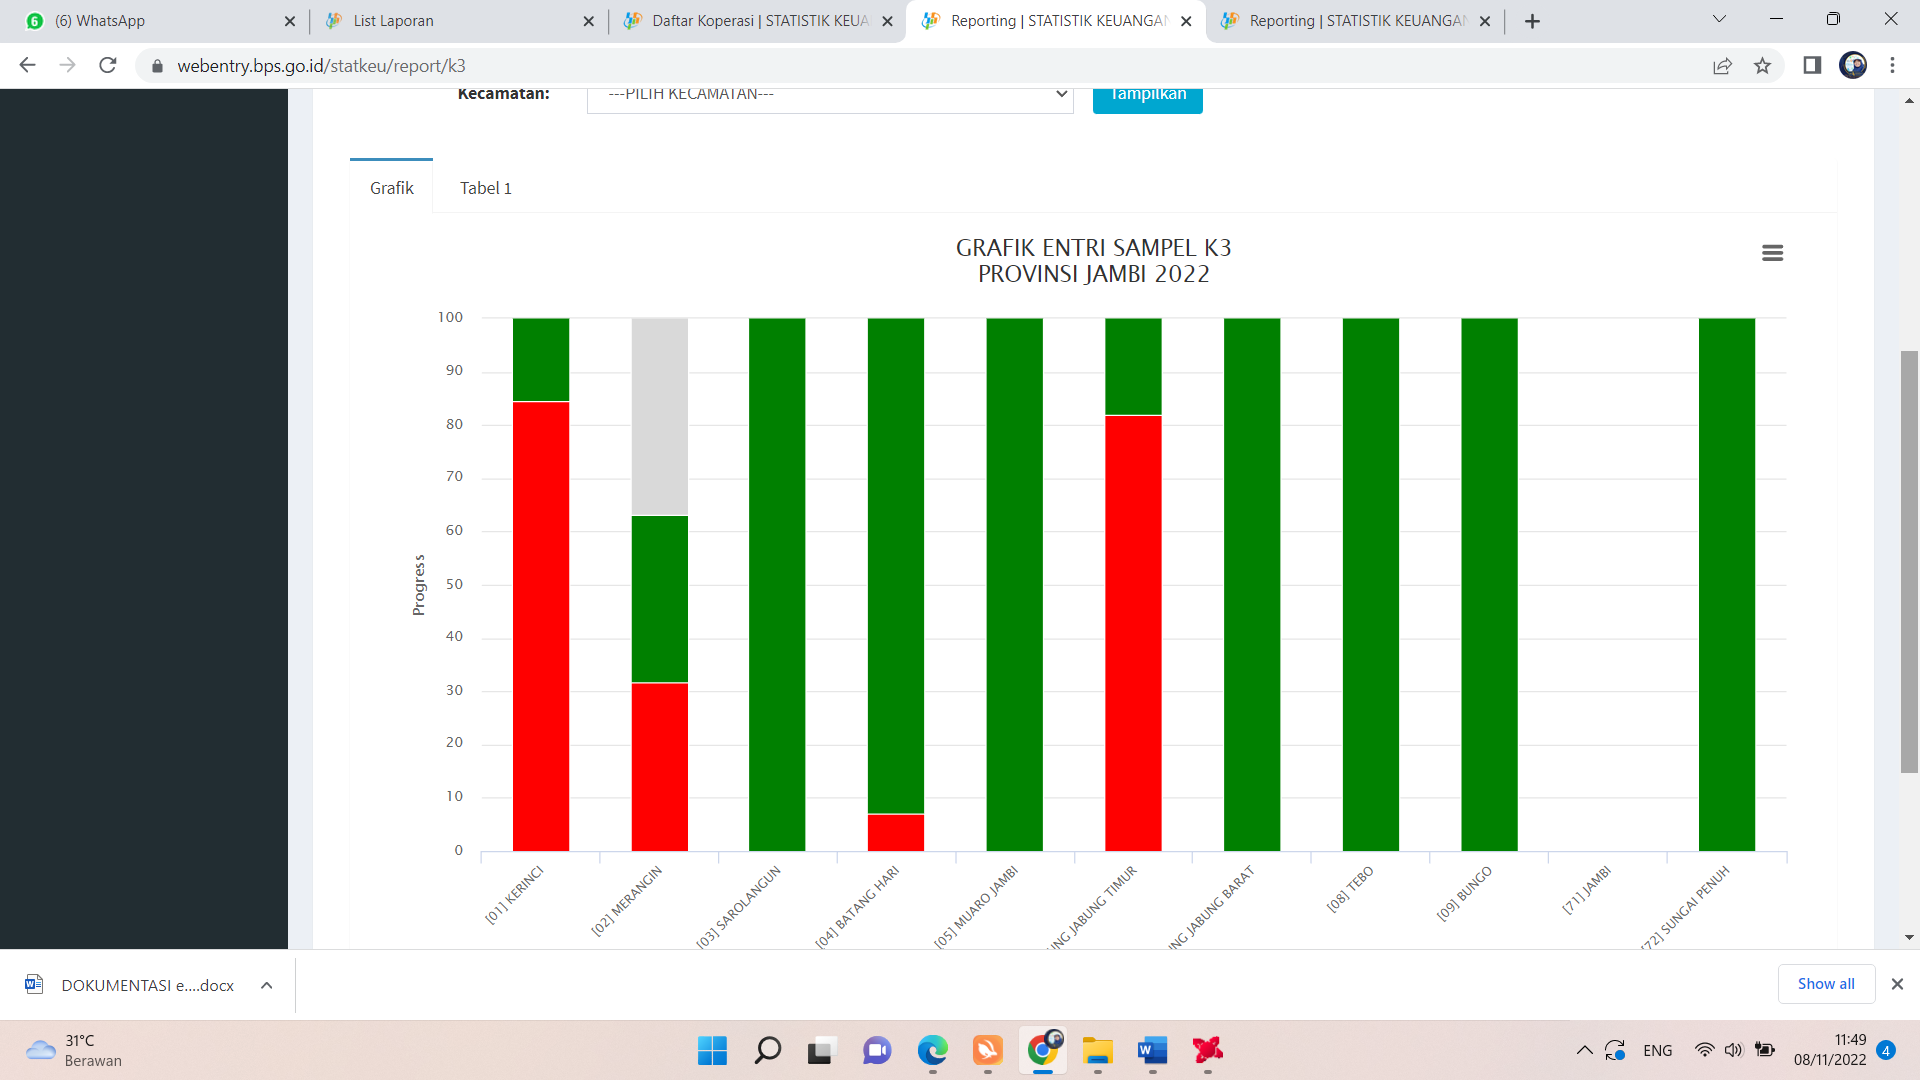 (6) WhatsApp
List Laporan
Daftar Koperasi | STATISTIK KEUA
Reporting | STATISTIK KEUANGAN
Reporting | STATISTIK KEUANGAN
webentry.bps.go.id/statkeu/report/k3
Kecamatan:
---PILIH KECAMATAN---
Tampilkan
Grafik
Tabel 1
GRAFIK ENTRI SAMPEL K3
PROVINSI JAMBI 2022
Progress
100
90
80
70
60
50
40
30
20
10
0
[01] KERINCI
[02] MERANGIN
[03] SAROLANGUN
[04] BATANG HARI
[05] MUARO JAMBI
UNG JABUNG TIMUR
UNG JABUNG BARAT
[08] TEBO
[09] BUNGO
[71] JAMBI
[72] SUNGAI PENUH
DOKUMENTASI e....docx
Show all
31°C
Berawan
ENG
11:49
08/11/2022
4